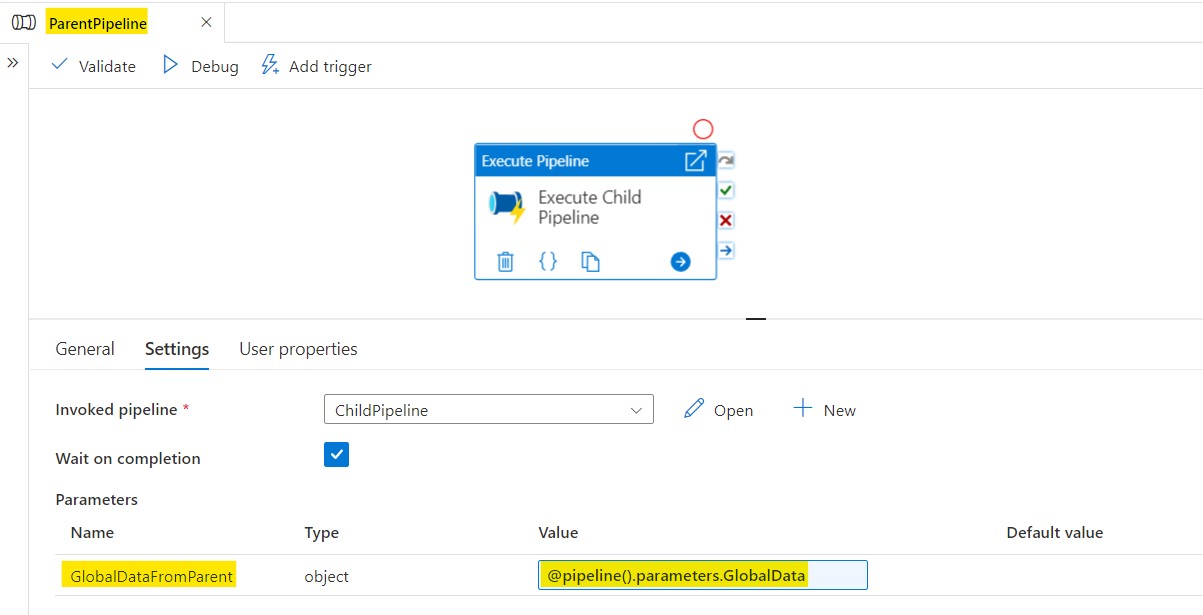 ParentPipeline
Validate Debug Add trigger
Execute Pipeline
Execute Child
Pipeline
General Settings User properties
Invoked pipeline * ChildPipeline Open New
Wait on completion
Parameters
Name Type Value Default value
GlobalDataFromParent object @pipeline().parameters.GlobalData